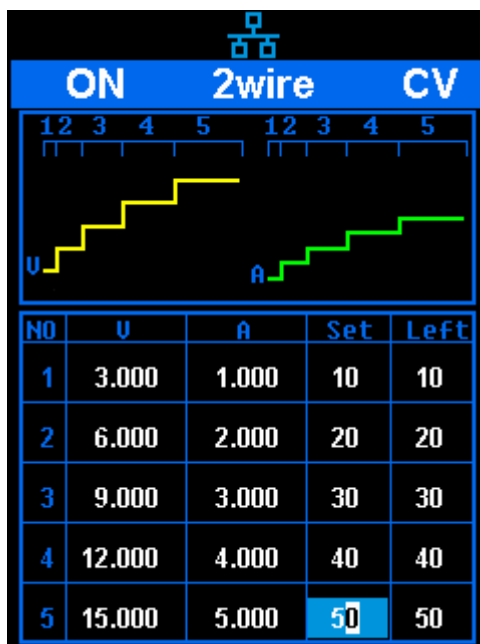 ON 2wire CV
1 2 3 4 5 1 2 3 4 5
V A
NO V A Set Left
1 3.000 1.000 10 10
2 6.000 2.000 20 20
3 9.000 3.000 30 30
4 12.000 4.000 40 40
5 15.000 5.000 50 50